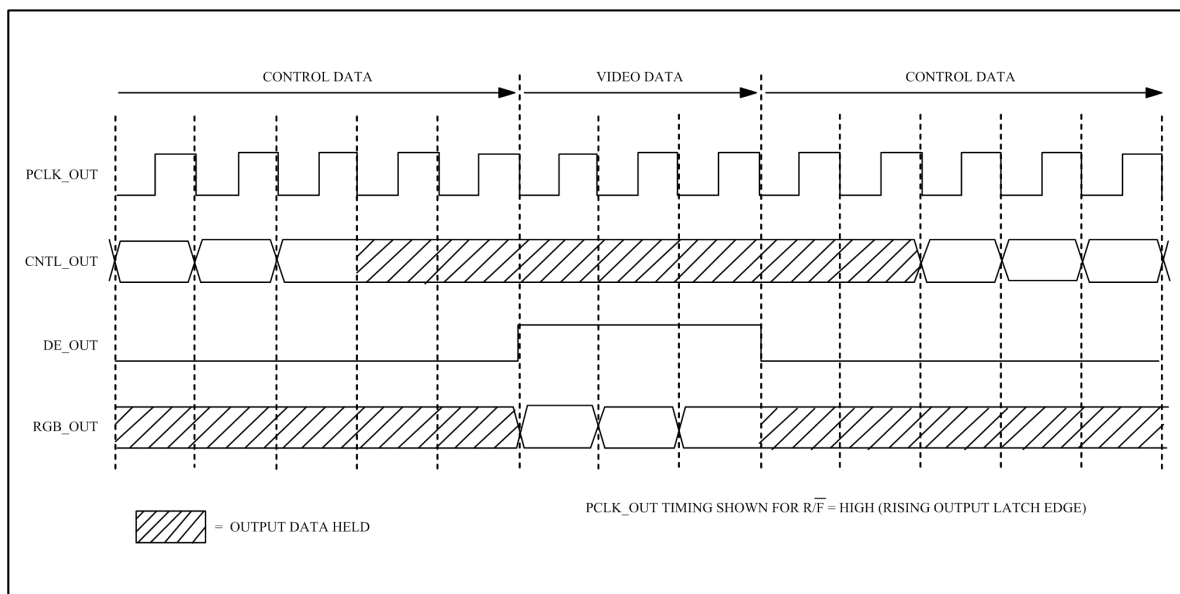 CONTROL DATA
VIDEO DATA
CONTROL DATA
PCLK_OUT
CNTL_OUT
DE_OUT
RGB_OUT
= OUTPUT DATA HELD
PCLK_OUT TIMING SHOWN FOR R/F̅ = HIGH (RISING OUTPUT LATCH EDGE)